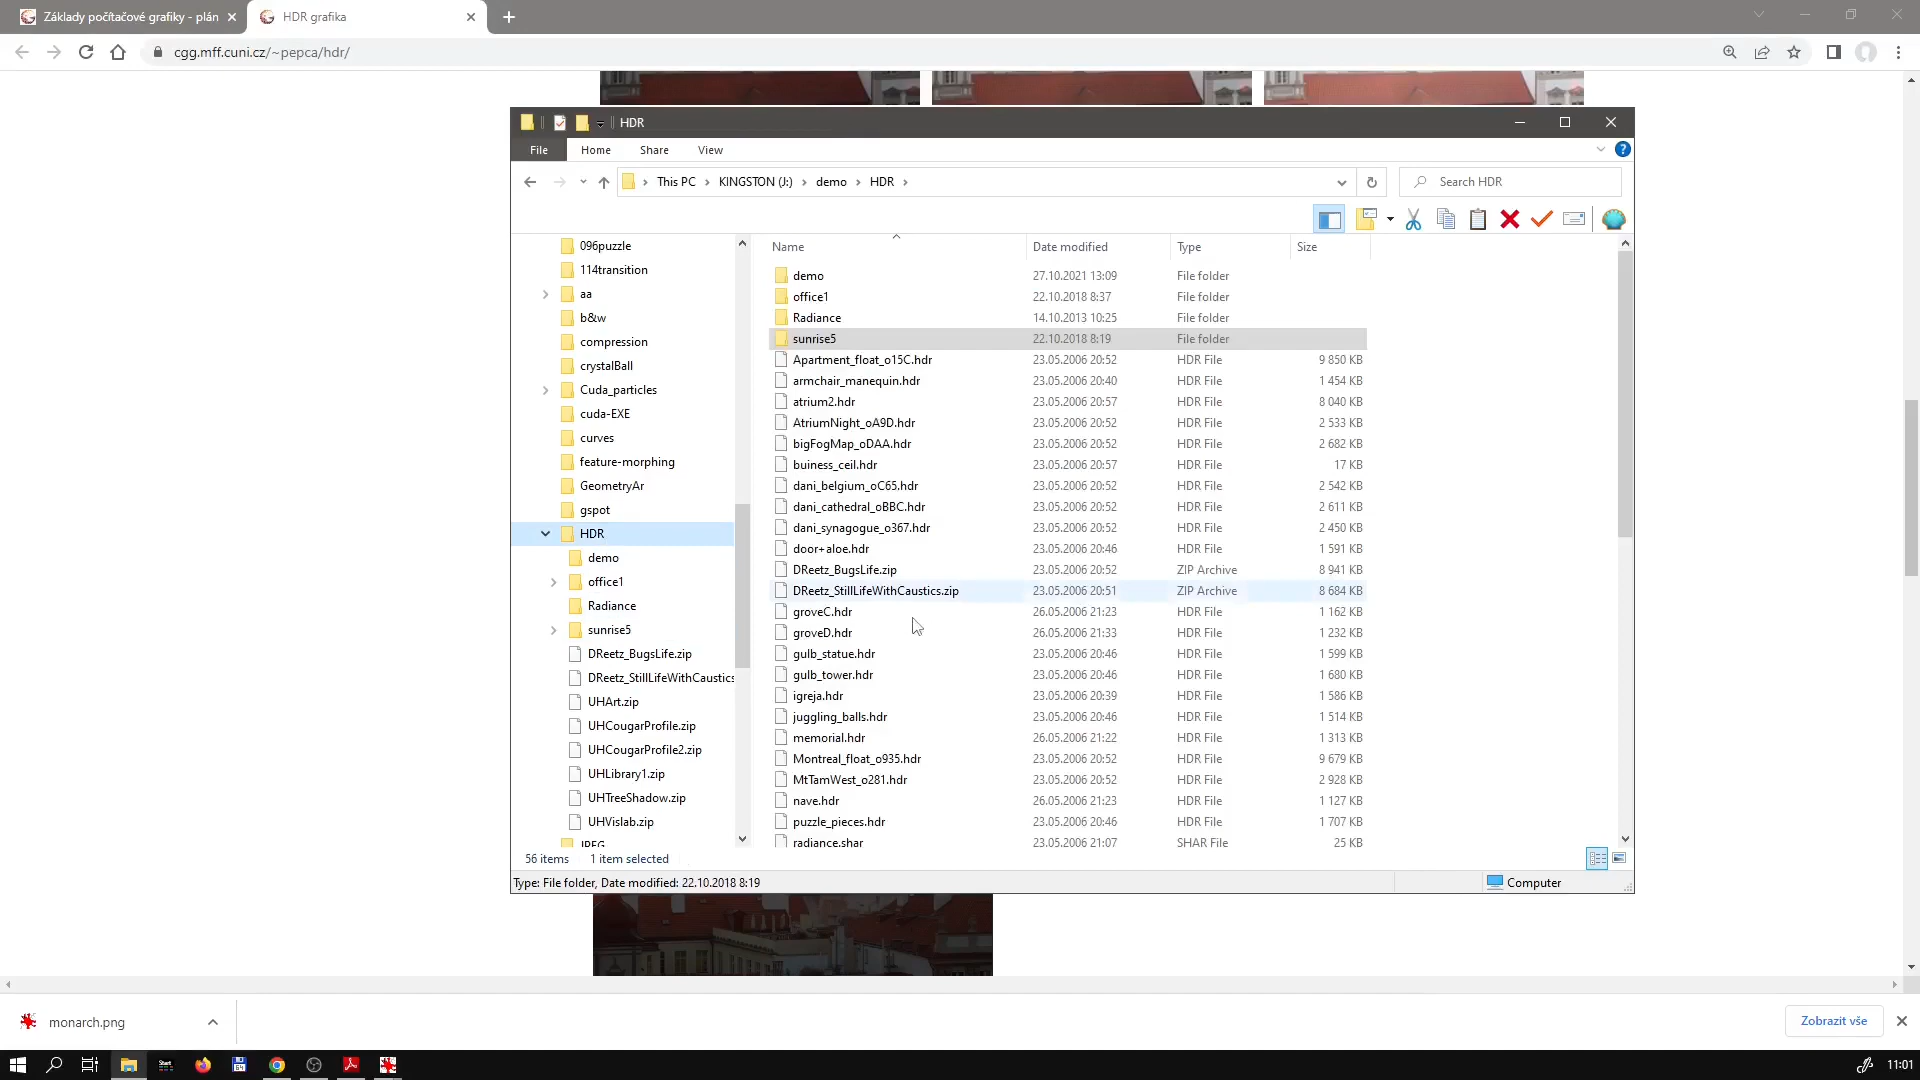 Základy počítačové grafiky - plán
HDR grafika
cgg.mff.cuni.cz/~pepca/hdr/
HDR
File Home Share View
This PC KINGSTON (J:) demo HDR
Search HDR
096puzzle
114transition
aa
b&w
compression
crystalBall
Cuda_particles
cuda-EXE
curves
feature-morphing
GeometryAr
gspot
HDR
demo
office1
Radiance
sunrise5
DReetz_BugsLife.zip
DReetz_StillLifeWithCaustics
UHArt.zip
UHCougarProfile.zip
UHCougarProfile2.zip
UHLibrary1.zip
UHTreeShadow.zip
UHVislab.zip
JPEG
Name Date modified Type Size
demo 27.10.2021 13:09 File folder
office1 22.10.2018 8:37 File folder
Radiance 14.10.2013 10:25 File folder
sunrise5 22.10.2018 8:19 File folder
Apartment_float_o15C.hdr 23.05.2006 20:52 HDR File 9 850 KB
armchair_manequin.hdr 23.05.2006 20:40 HDR File 1 454 KB
atrium2.hdr 23.05.2006 20:57 HDR File 8 040 KB
AtriumNight_oA9D.hdr 23.05.2006 20:52 HDR File 2 533 KB
bigFogMap_oDAA.hdr 23.05.2006 20:52 HDR File 2 682 KB
buiness_ceil.hdr 23.05.2006 20:57 HDR File 17 KB
dani_belgium_oC65.hdr 23.05.2006 20:52 HDR File 2 542 KB
dani_cathedral_oBBC.hdr 23.05.2006 20:52 HDR File 2 611 KB
dani_synagogue_o367.hdr 23.05.2006 20:52 HDR File 2 450 KB
door+aloe.hdr 23.05.2006 20:46 HDR File 1 591 KB
DReetz_BugsLife.zip 23.05.2006 20:52 ZIP Archive 8 941 KB
DReetz_StillLifeWithCaustics.zip 23.05.2006 20:51 ZIP Archive 8 684 KB
groveC.hdr 26.05.2006 21:23 HDR File 1 162 KB
groveD.hdr 26.05.2006 21:33 HDR File 1 232 KB
gulb_statue.hdr 23.05.2006 20:46 HDR File 1 599 KB
gulb_tower.hdr 23.05.2006 20:46 HDR File 1 680 KB
igreja.hdr 23.05.2006 20:39 HDR File 1 586 KB
juggling_balls.hdr 23.05.2006 20:46 HDR File 1 514 KB
memorial.hdr 26.05.2006 21:22 HDR File 1 313 KB
Montreal_float_o935.hdr 23.05.2006 20:52 HDR File 9 679 KB
MtTamWest_o281.hdr 23.05.2006 20:52 HDR File 2 928 KB
nave.hdr 26.05.2006 21:23 HDR File 1 127 KB
puzzle_pieces.hdr 23.05.2006 20:46 HDR File 1 707 KB
radiance.shar 23.05.2006 21:07 SHAR File 25 KB
56 items 1 item selected
Type: File folder, Date modified: 22.10.2018 8:19
Computer
monarch.png
Zobrazit vše
11:01